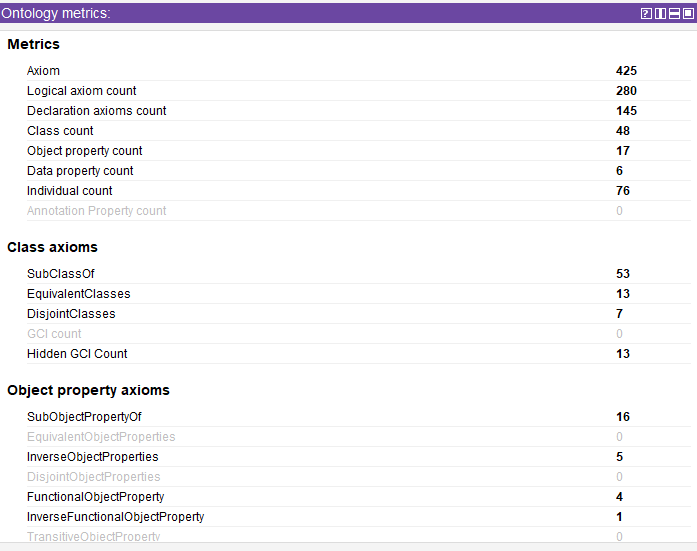 Ontology metrics:
Metrics
Axiom 425
Logical axiom count 280
Declaration axioms count 145
Class count 48
Object property count 17
Data property count 6
Individual count 76
Annotation Property count 0
Class axioms
SubClassOf 53
EquivalentClasses 13
DisjointClasses 7
GCI count 0
Hidden GCI Count 13
Object property axioms
SubObjectPropertyOf 16
EquivalentObjectProperties 0
InverseObjectProperties 5
DisjointObjectProperties 0
FunctionalObjectProperty 4
InverseFunctionalObjectProperty 1
TransitiveObjectProperty 0